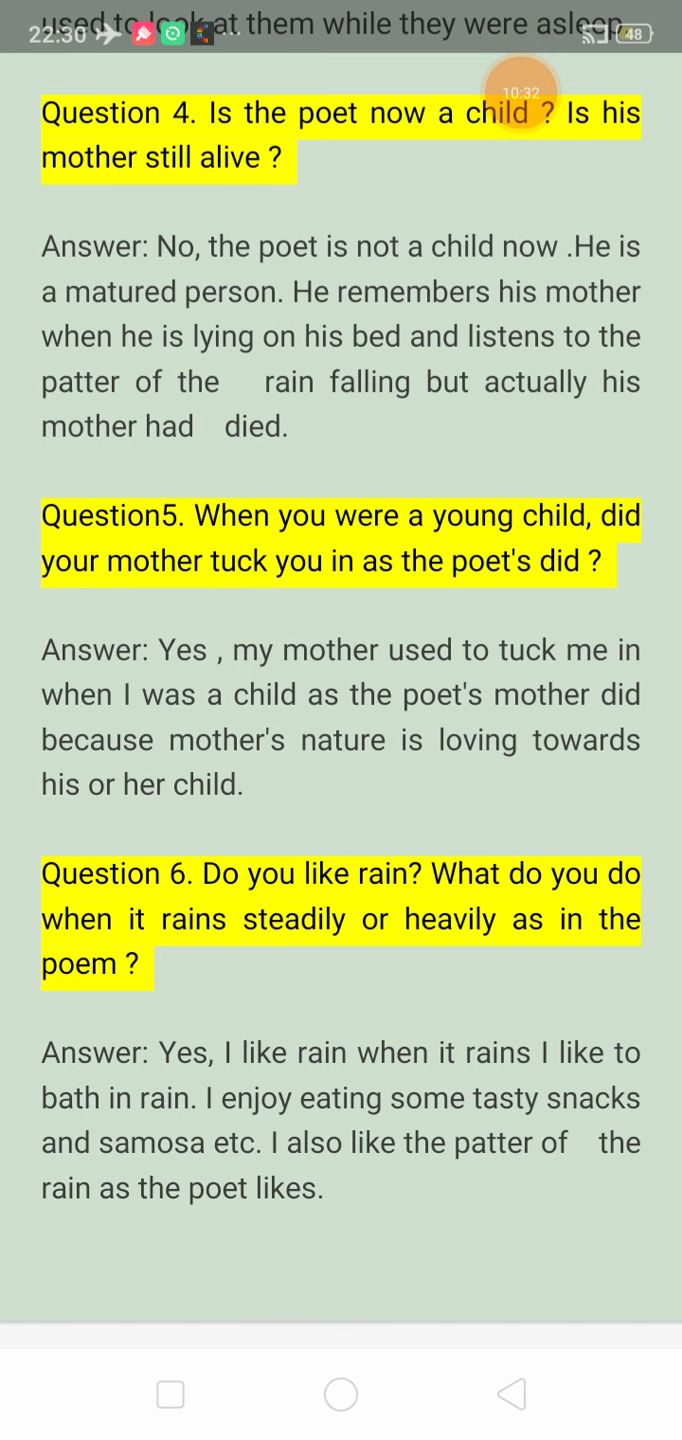 used to look at them while they were asleep.
22:30
48
10:32
Question 4. Is the poet now a child ? Is his
mother still alive ?
Answer: No, the poet is not a child now .He is
a matured person. He remembers his mother
when he is lying on his bed and listens to the
patter of the rain falling but actually his
mother had died.
Question5. When you were a young child, did
your mother tuck you in as the poet's did ?
Answer: Yes , my mother used to tuck me in
when I was a child as the poet's mother did
because mother's nature is loving towards
his or her child.
Question 6. Do you like rain? What do you do
when it rains steadily or heavily as in the
poem ?
Answer: Yes, I like rain when it rains I like to
bath in rain. I enjoy eating some tasty snacks
and samosa etc. I also like the patter of the
rain as the poet likes.